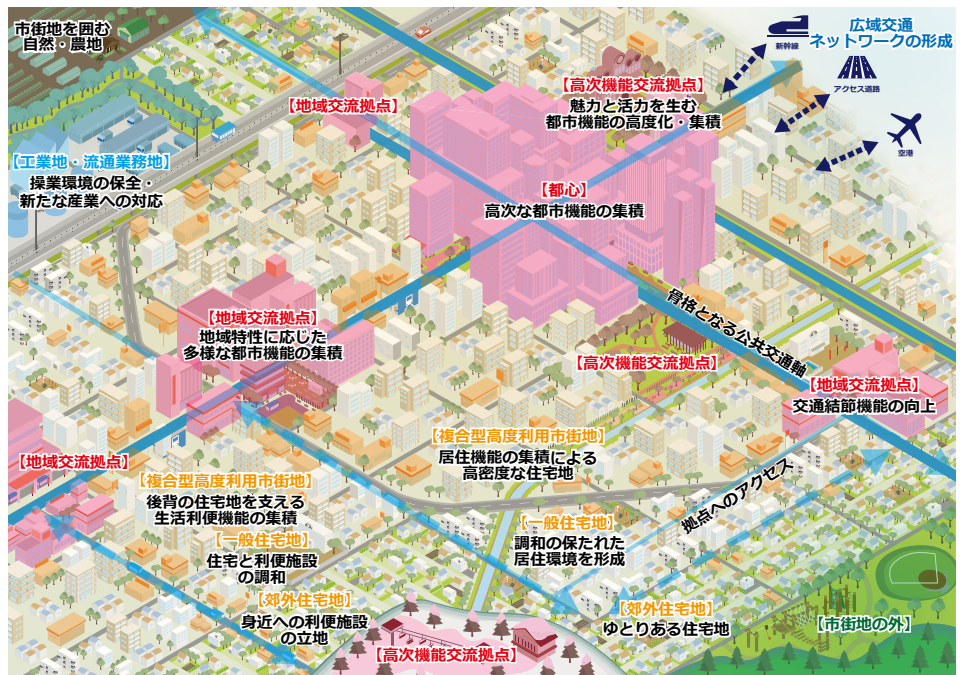 市街地を囲む
自然・農地
広域交通
ネットワークの形成
新幹線
アクセス道路
空港
【高次機能交流拠点】
魅力と活力を生む
都市機能の高度化・集積
【地域交流拠点】
【工業地・流通業務地】
操業環境の保全・
新たな産業への対応
【都心】
高次な都市機能の集積
【地域交流拠点】
地域特性に応じた
多様な都市機能の集積
骨格となる公共交通軸
【高次機能交流拠点】
【地域交流拠点】
交通結節機能の向上
【地域交流拠点】
【複合型高度利用市街地】
居住機能の集積による
高密度な住宅地
【複合型高度利用市街地】
後背の住宅地を支える
生活利便機能の集積
拠点へのアクセス
【一般住宅地】
住宅と利便施設
の調和
【一般住宅地】
調和の保たれた
居住環境を形成
【郊外住宅地】
身近への利便施設
の立地
【郊外住宅地】
ゆとりある住宅地
【市街地の外】
【高次機能交流拠点】